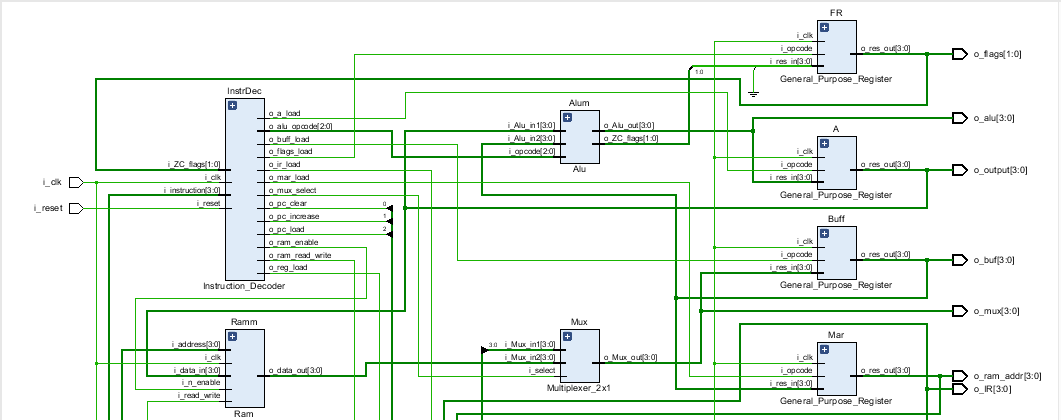 FR
i_clk
i_opcode
i_res_in[3:0]
o_res_out[3:0]
General_Purpose_Register
o_flags[1:0]
1:0
InstrDec
o_a_load
o_alu_opcode[2:0]
o_buff_load
o_flags_load
i_ZC_flags[1:0]
o_ir_load
i_clk
o_mar_load
i_instruction[3:0]
o_mux_select
i_reset
o_pc_clear
o_pc_increase
o_pc_load
o_ram_enable
o_ram_read_write
o_reg_load
Instruction_Decoder
0
1
2
i_clk
i_reset
Alum
i_Alu_in1[3:0]
i_Alu_in2[3:0]
i_opcode[2:0]
o_Alu_out[3:0]
o_ZC_flags[1:0]
Alu
o_alu[3:0]
A
i_clk
i_opcode
i_res_in[3:0]
o_res_out[3:0]
General_Purpose_Register
o_output[3:0]
Buff
i_clk
i_opcode
i_res_in[3:0]
o_res_out[3:0]
General_Purpose_Register
o_buf[3:0]
o_mux[3:0]
Ramm
i_address[3:0]
i_clk
i_data_in[3:0]
i_n_enable
i_read_write
o_data_out[3:0]
Ram
Mux
3:0
i_Mux_in1[3:0]
i_Mux_in2[3:0]
i_select
o_Mux_out[3:0]
Multiplexer_2x1
Mar
i_clk
i_opcode
i_res_in[3:0]
o_res_out[3:0]
General_Purpose_Register
o_ram_addr[3:0]
o_IR[3:0]